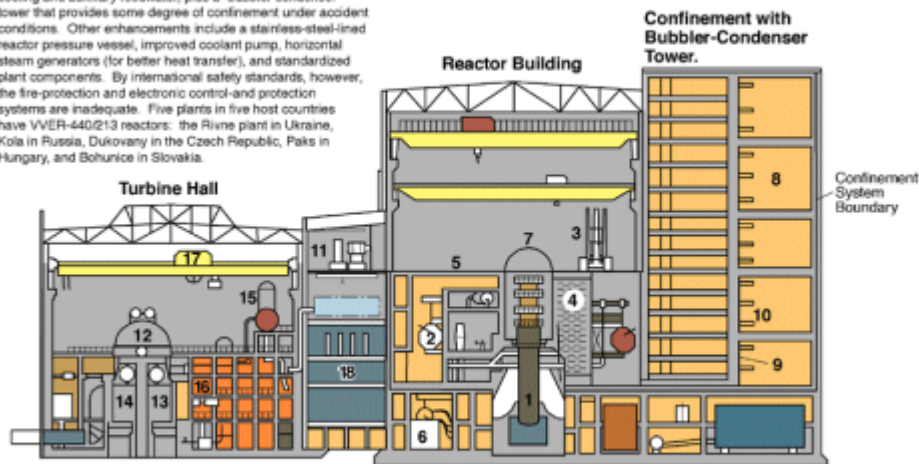 tower that provides some degree of confinement under accident
conditions. Other enhancements include a stainless-steel-lined
reactor pressure vessel, improved coolant pump, horizontal
steam generators (for better heat transfer), and standardized
plant components. By international safety standards, however,
the fire-protection and electronic control-and protection
systems are inadequate. Five plants in five host countries
have VVER-440/213 reactors: the Rivne plant in Ukraine,
Kola in Russia, Dukovany in the Czech Republic, Paks in
Hungary, and Bohunice in Slovakia.
Confinement with
Bubbler-Condenser
Tower.
Reactor Building
Turbine Hall
Confinement
System
Boundary
8
7
3
11
5
17
15
4
10
12
2
9
18
16
14
13
1
6